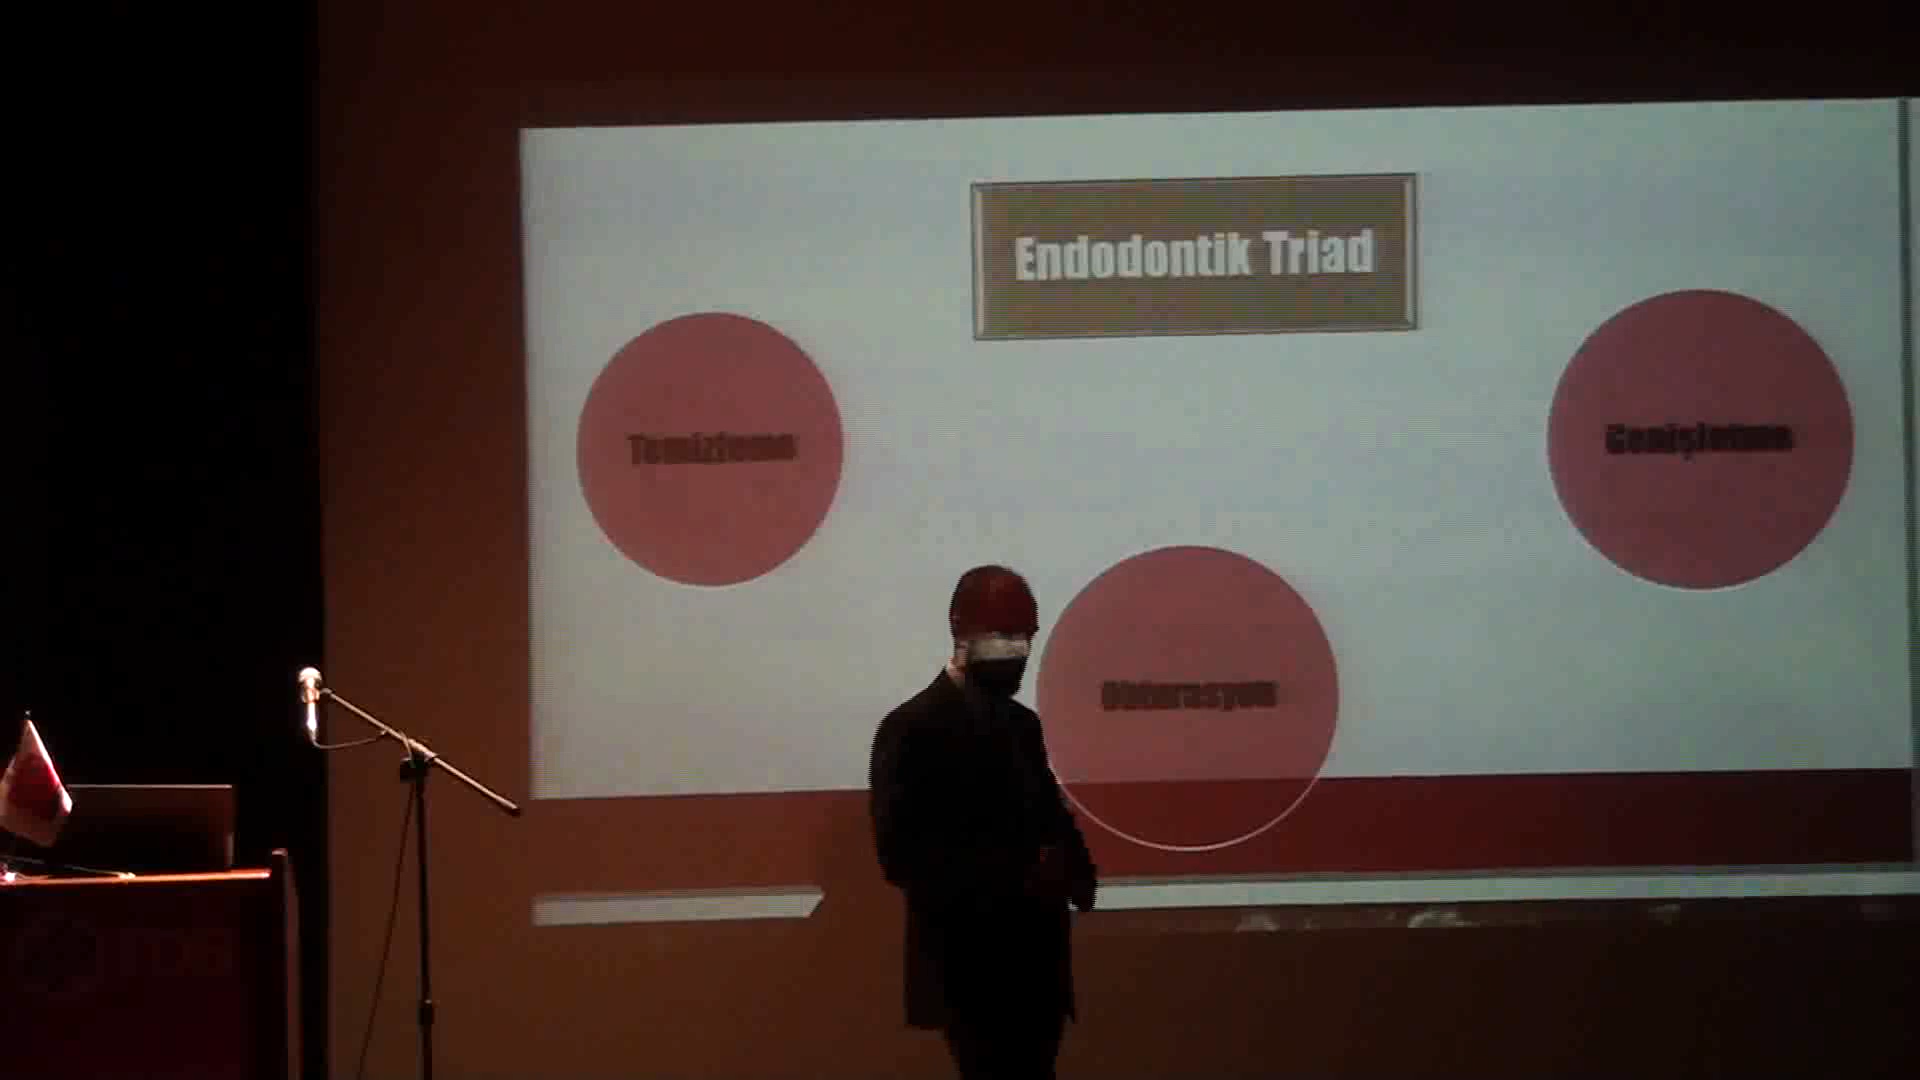 Endodontik Triad
Temizleme
Genişletme
Obturasyon